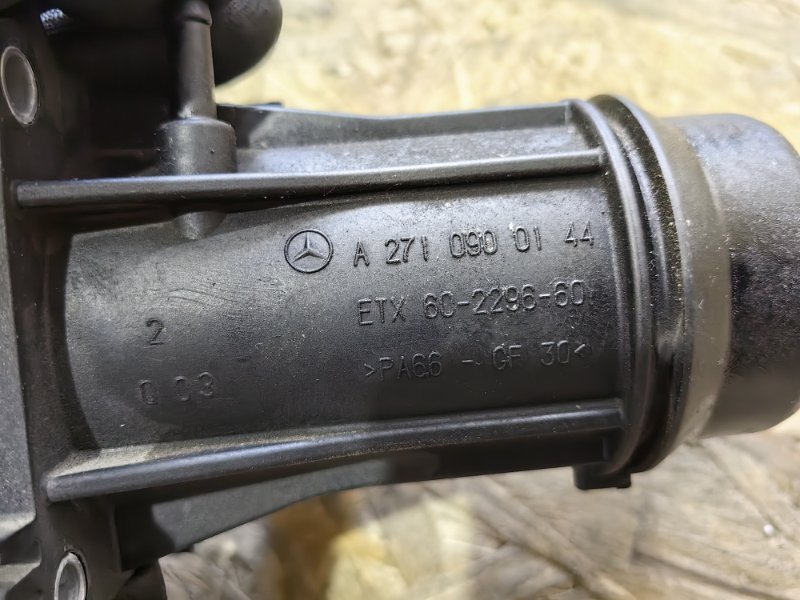 A 271 090 01 44
ETX 60-2296-60
>PA66 - GF 30<
2
Q 03